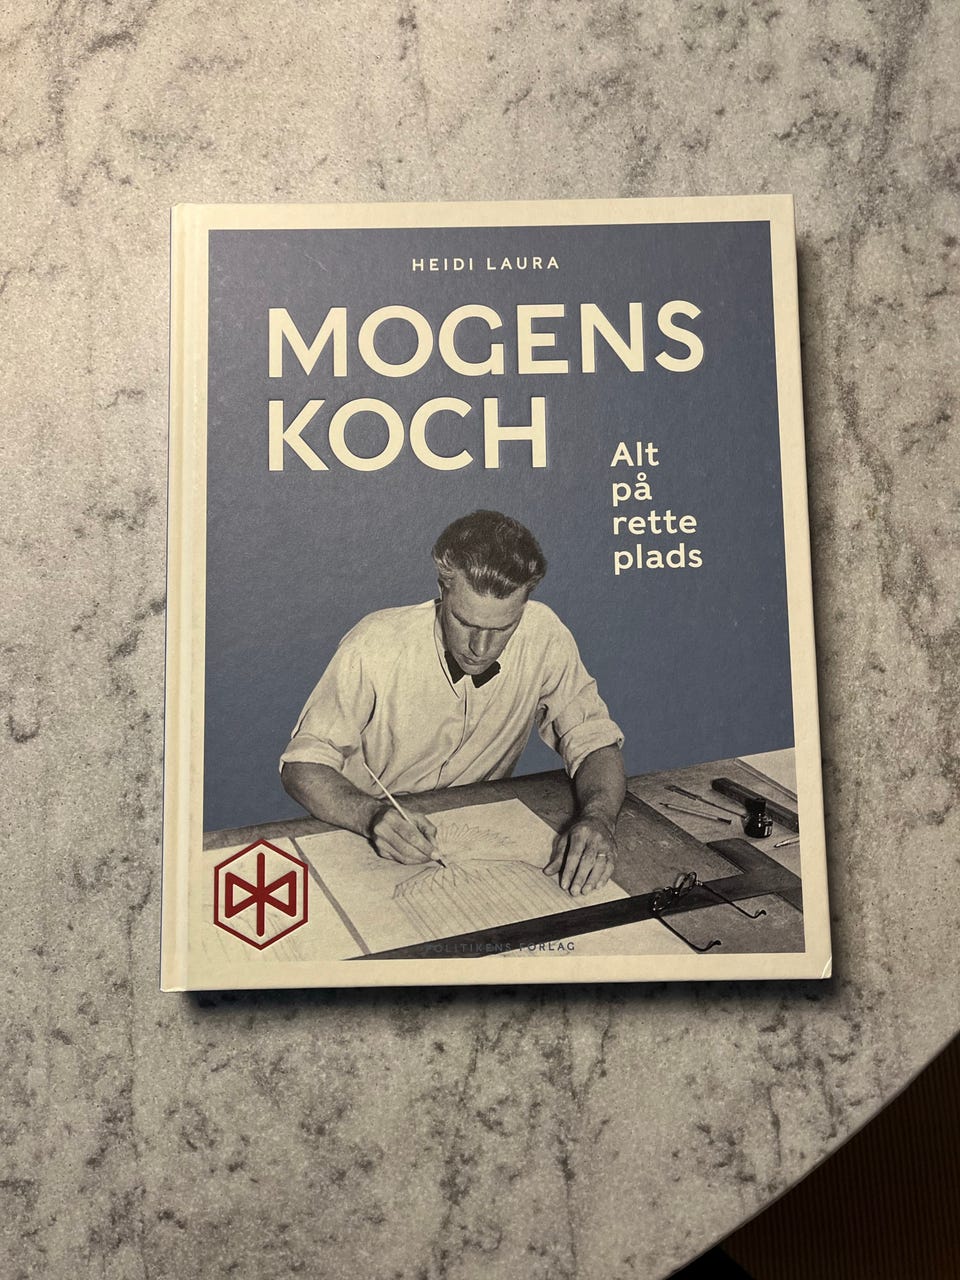 HEIDI LAURA
MOGENS
KOCH
Alt
på
rette
plads
POLITIKENS FORLAG